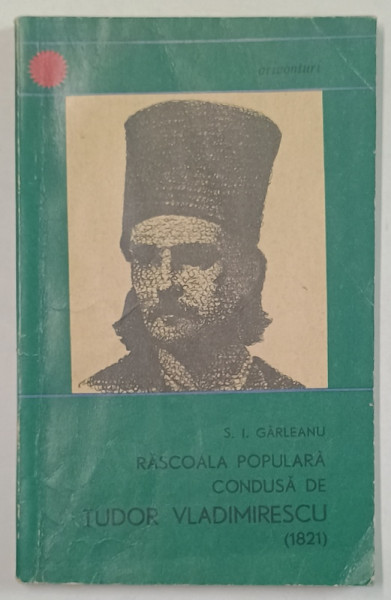 orizonturi
S. I. GÂRLEANU
RĂSCOALA POPULARĂ
CONDUSĂ DE
TUDOR VLADIMIRESCU
(1821)